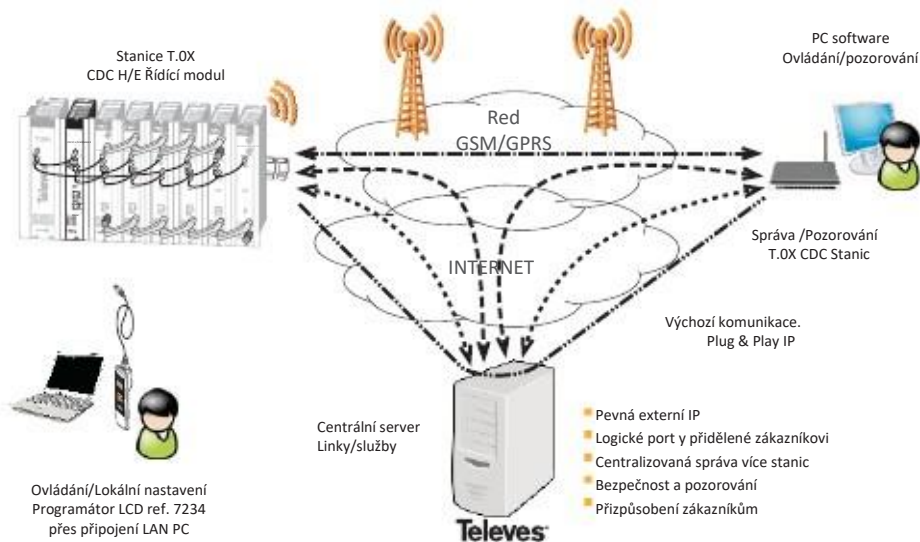 Stanice T.0X
CDC H/E Řídící modul
PC software
Ovládání/pozorování
Red
GSM/GPRS
Televes
INTERNET
Správa /Pozorování
T.0X CDC Stanic
Výchozí komunikace.
Plug & Play IP
Centrální server
Linky/služby
Pevná externí IP
Logické port y přidělené zákazníkovi
Centralizovaná správa více stanic
Bezpečnost a pozorování
Přizpůsobení zákazníkům
Ovládání/Lokální nastavení
Programátor LCD ref. 7234
přes připojení LAN PC
Televes